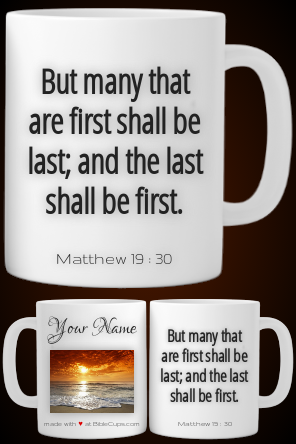 But many that
are first shall be
last; and the last
shall be first.
Matthew 19 : 30
Your Name
made with ♥ at BibleCups.com
But many that
are first shall be
last; and the last
shall be first.
Matthew 19 : 30